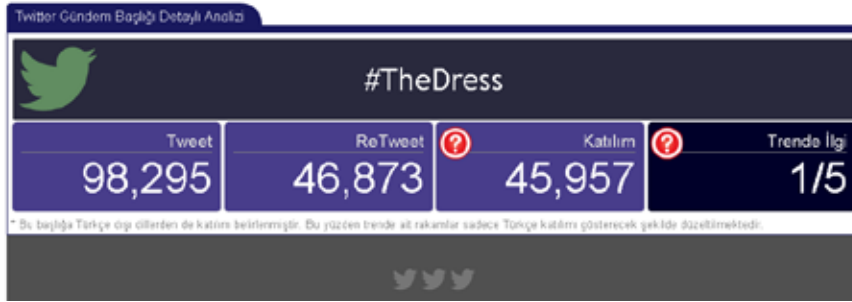 Twitter Gündem Başlığı Detaylı Analizi
#TheDress
Tweet
98,295
ReTweet
46,873
?
Katılım
45,957
?
Trende İlgi
1/5
* Bu başlığa Türkçe dışı dillerden de katılım belirlenmiştir. Bu yüzden trende ait rakamlar sadece Türkçe katılımı gösterecek şekilde düzeltilmektedir.